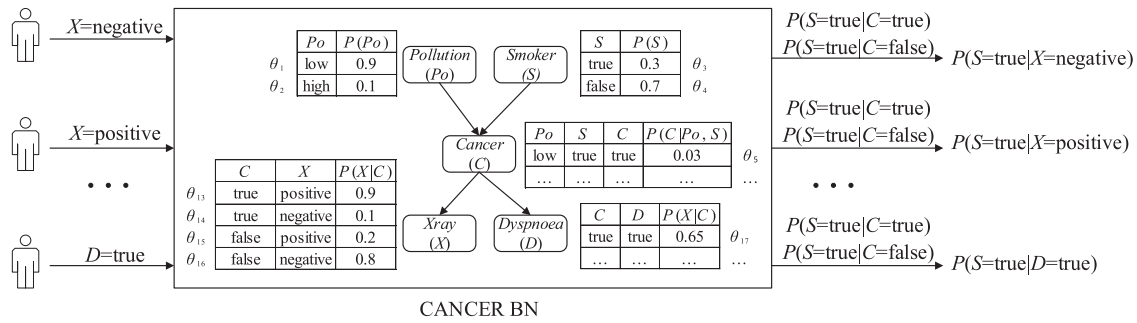 X=negative
X=positive
• • •
D=true
Po P(Po)
θ₁ low 0.9
θ₂ high 0.1
Pollution
(Po)
Smoker
(S)
S P(S)
true 0.3 θ₃
false 0.7 θ₄
Cancer
(C)
Po S C P(C|Po, S)
low true true 0.03 θ₅
... ... ... ... ...
C X P(X|C)
θ₁₃ true positive 0.9
θ₁₄ true negative 0.1
θ₁₅ false positive 0.2
θ₁₆ false negative 0.8
Xray
(X)
Dyspnoea
(D)
C D P(X|C)
true true 0.65 θ₁₇
... ... ... ...
P(S=true|C=true)
P(S=true|C=false)
P(S=true|X=negative)
P(S=true|C=true)
P(S=true|C=false)
P(S=true|X=positive)
• • •
P(S=true|C=true)
P(S=true|C=false)
P(S=true|D=true)
CANCER BN